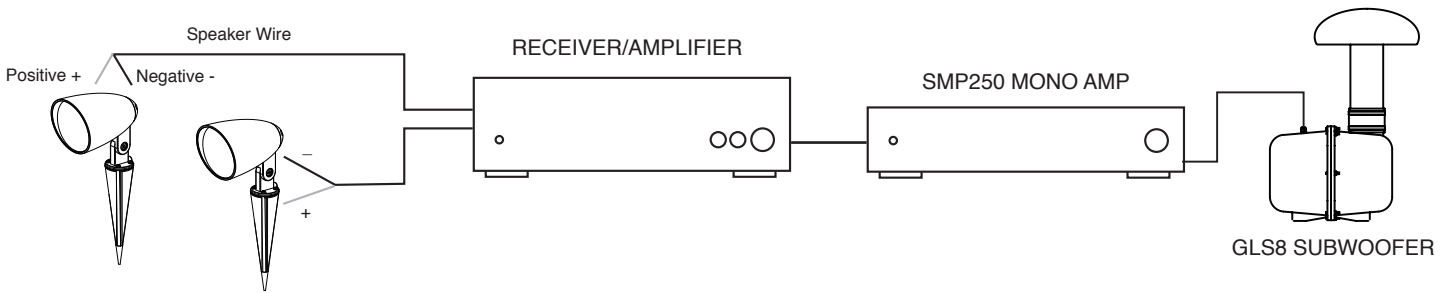 Speaker Wire
Positive +
Negative -
RECEIVER/AMPLIFIER
SMP250 MONO AMP
–
+
GLS8 SUBWOOFER